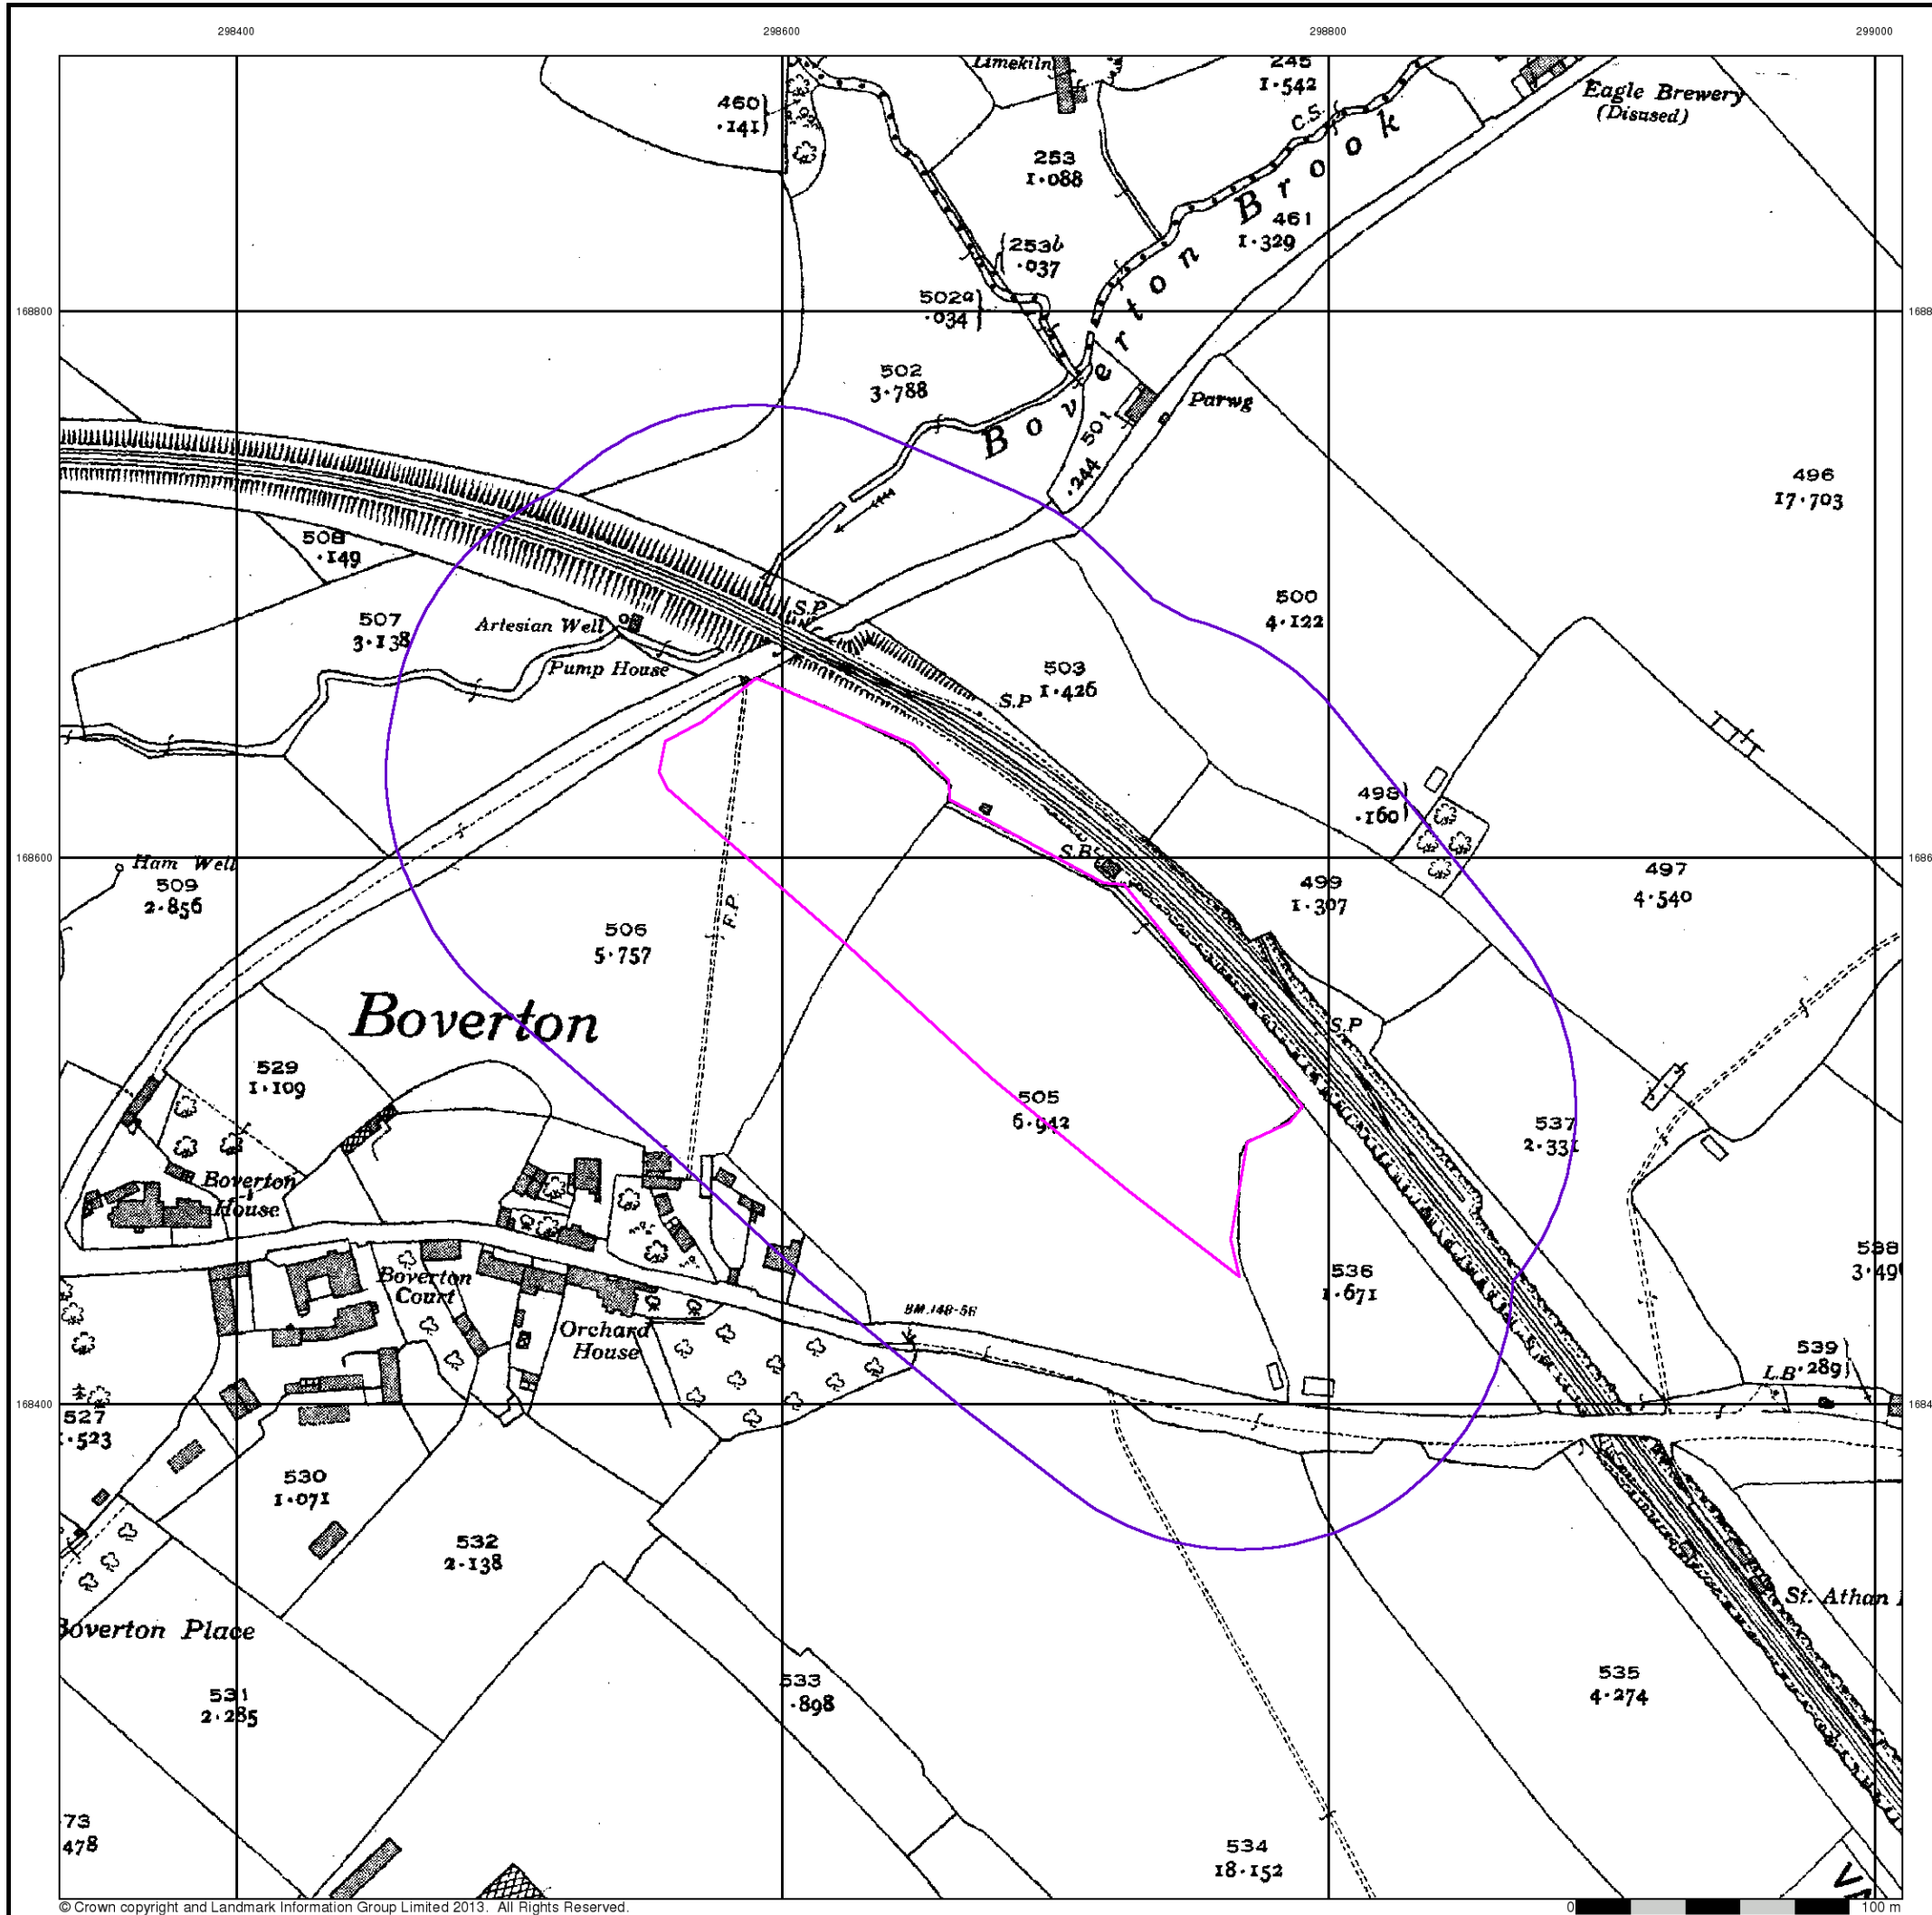 298400
298600
298800
299000
Limekiln
245
1·542
Eagle Brewery
(Disused)
460
·141
C.S.
253
1·088
Boverton Brook
461
1·329
253b
·037
502a
·034
168800
502
3·788
501
·244
Parwg
496
17·703
508
·149
500
4·122
507
3·138
Artesian Well
S.P
Pump House
503
1·426
S.P
498
·160
Ham Well
509
2·856
168600
S.B
499
1·307
497
4·540
506
5·757
F.P.
Boverton
S.P
529
1·109
505
6·942
537
2·331
Boverton
House
Boverton
Court
536
1·671
538
3·49
B.M.148·56
Orchard
House
539
·289
L.B
168400
527
·523
530
1·071
532
2·138
St. Athan
Boverton Place
531
2·285
533
·898
535
4·274
73
478
534
18·152
© Crown copyright and Landmark Information Group Limited 2013. All Rights Reserved.
0
100 m